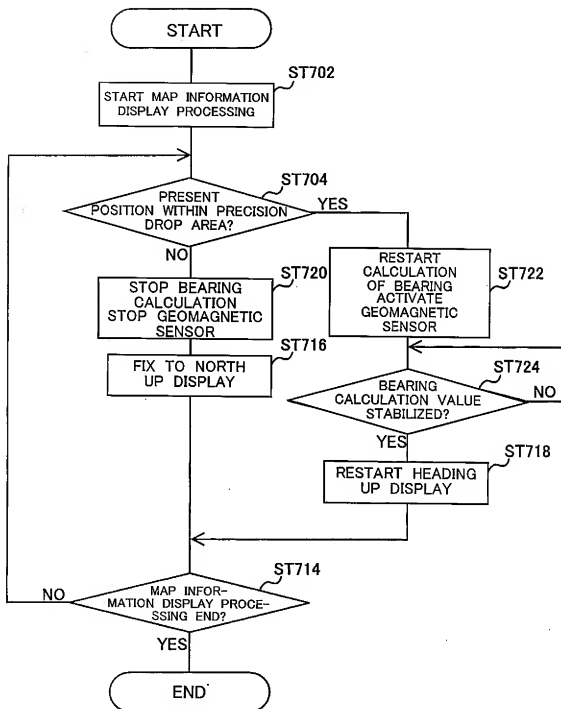 START
ST702
START MAP INFORMATION
DISPLAY PROCESSING
ST704
PRESENT
POSITION WITHIN PRECISION
DROP AREA?
YES
NO
ST720
STOP BEARING
CALCULATION
STOP GEOMAGNETIC
SENSOR
ST722
RESTART
CALCULATION
OF BEARING
ACTIVATE
GEOMAGNETIC
SENSOR
ST716
FIX TO NORTH
UP DISPLAY
ST724
BEARING
CALCULATION VALUE
STABILIZED?
NO
YES
ST718
RESTART HEADING
UP DISPLAY
ST714
MAP INFOR-
MATION DISPLAY PROCE-
SSING END?
NO
YES
END